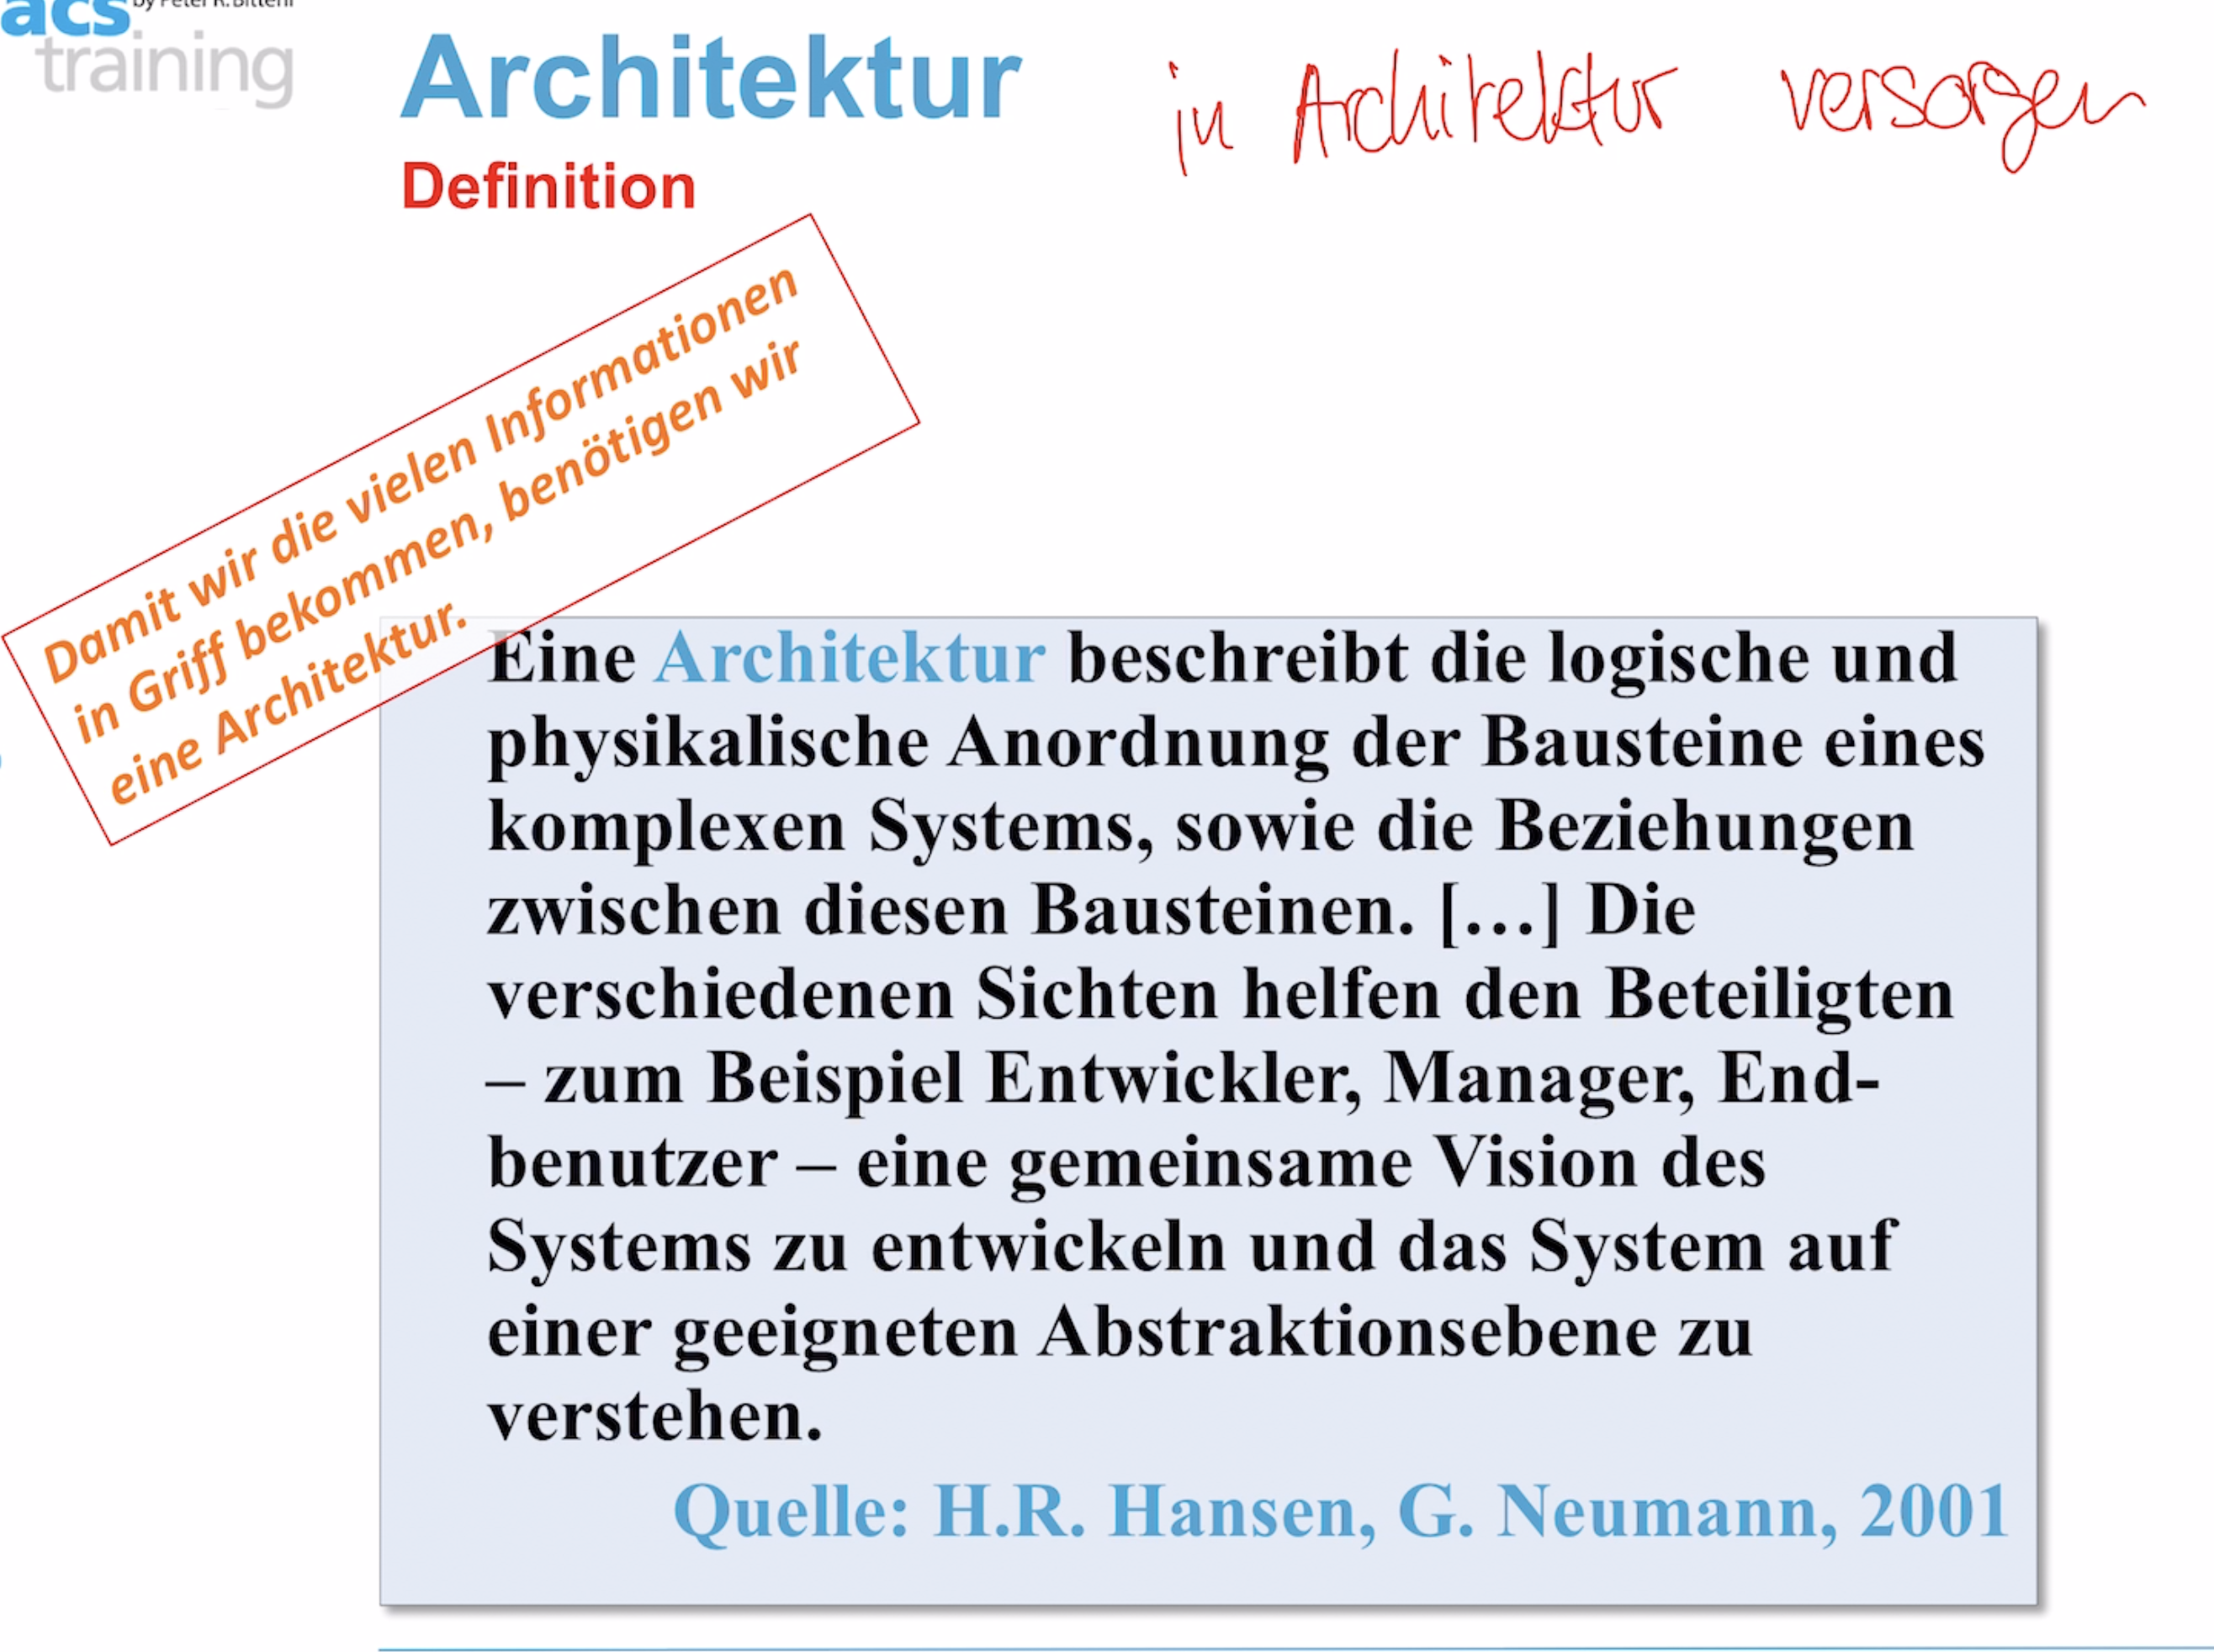 acs by Peter R. Bitterli
training
Architektur
Definition
in Architektur versorgen
Damit wir die vielen Informationen
in Griff bekommen, benötigen wir
eine Architektur.
Eine Architektur beschreibt die logische und
physikalische Anordnung der Bausteine eines
komplexen Systems, sowie die Beziehungen
zwischen diesen Bausteinen. […] Die
verschiedenen Sichten helfen den Beteiligten
– zum Beispiel Entwickler, Manager, End-
benutzer – eine gemeinsame Vision des
Systems zu entwickeln und das System auf
einer geeigneten Abstraktionsebene zu
verstehen.
Quelle: H.R. Hansen, G. Neumann, 2001